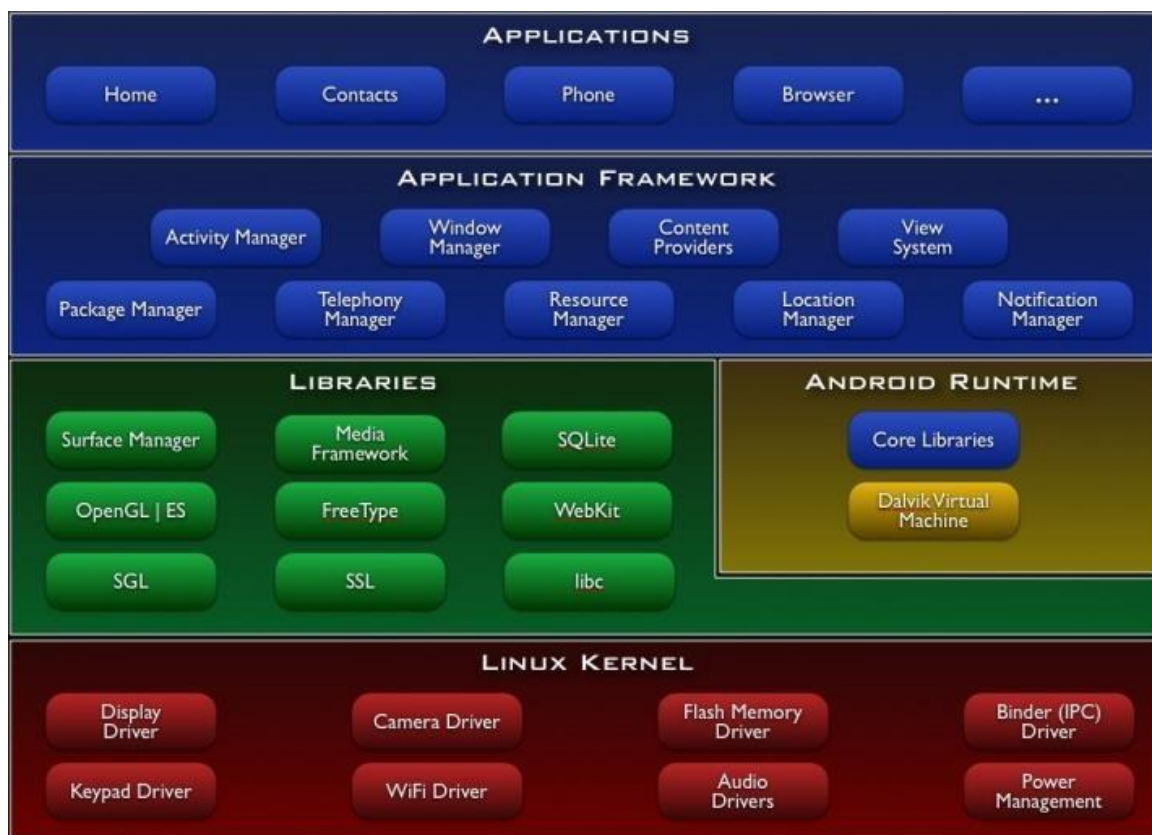 APPLICATIONS
Home
Contacts
Phone
Browser
...
APPLICATION FRAMEWORK
Activity Manager
Window
Manager
Content
Providers
View
System
Package Manager
Telephony
Manager
Resource
Manager
Location
Manager
Notification
Manager
LIBRARIES
Surface Manager
Media
Framework
SQLite
OpenGL | ES
FreeType
WebKit
SGL
SSL
libc
ANDROID RUNTIME
Core Libraries
Dalvik Virtual
Machine
LINUX KERNEL
Display
Driver
Camera Driver
Flash Memory
Driver
Binder (IPC)
Driver
Keypad Driver
WiFi Driver
Audio
Drivers
Power
Management